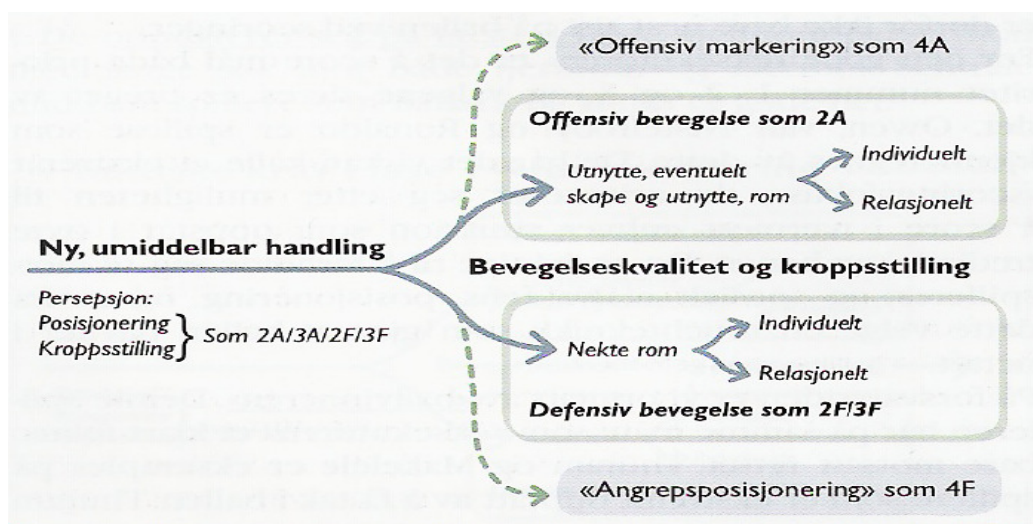 «Offensiv markering» som 4A
Offensiv bevegelse som 2A
Utnytte, eventuelt
skape og utnytte, rom
Individuelt
Relasjonelt
Ny, umiddelbar handling
Persepsjon:
Posisjonering
Kroppsstilling
Som 2A/3A/2F/3F
Bevegelseskvalitet og kroppsstilling
Nekte rom
Individuelt
Relasjonelt
Defensiv bevegelse som 2F/3F
«Angrepsposisjonering» som 4F